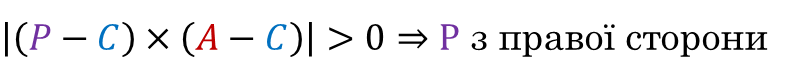 |(P − C) × (A − C)| > 0 ⇒ P з правої сторони